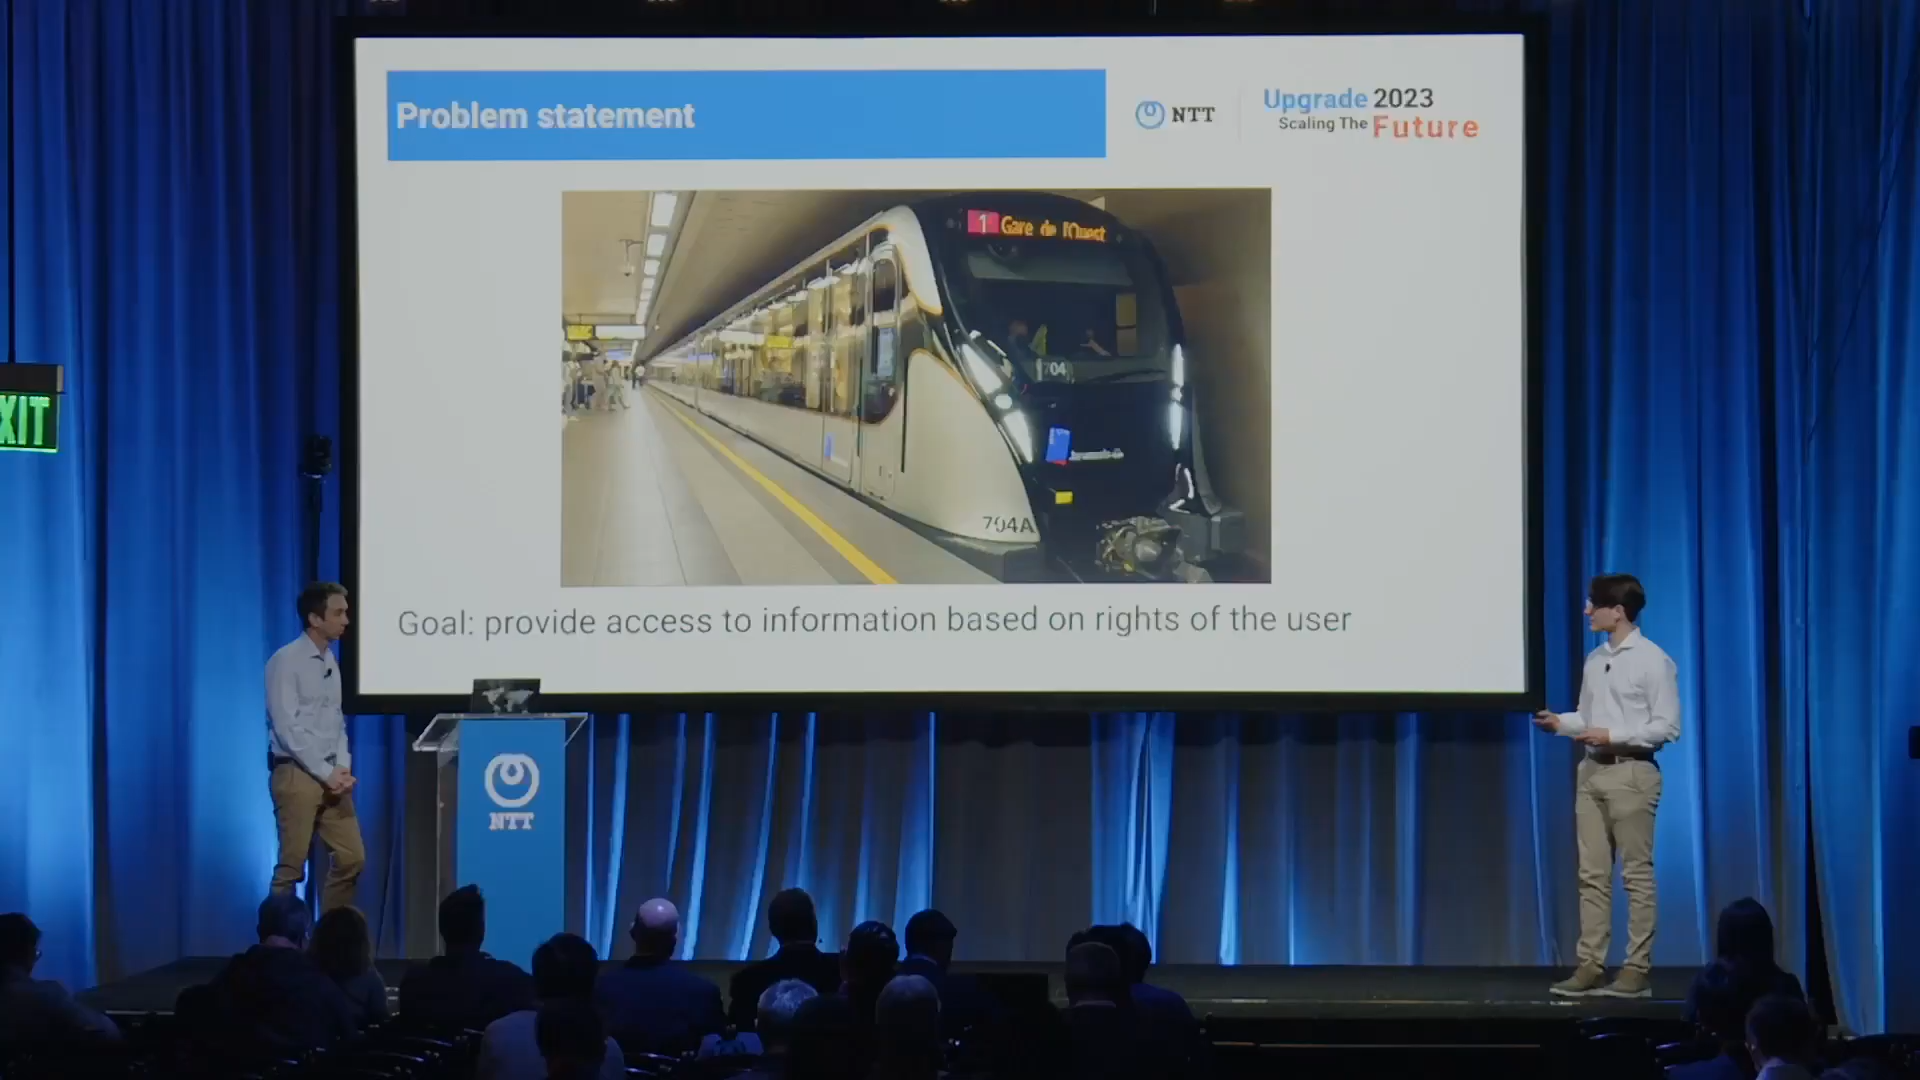 Problem statement
NTT
Upgrade 2023
Scaling The Future
1 Gare de l'Ouest
704
704A
Goal: provide access to information based on rights of the user
XIT
NTT